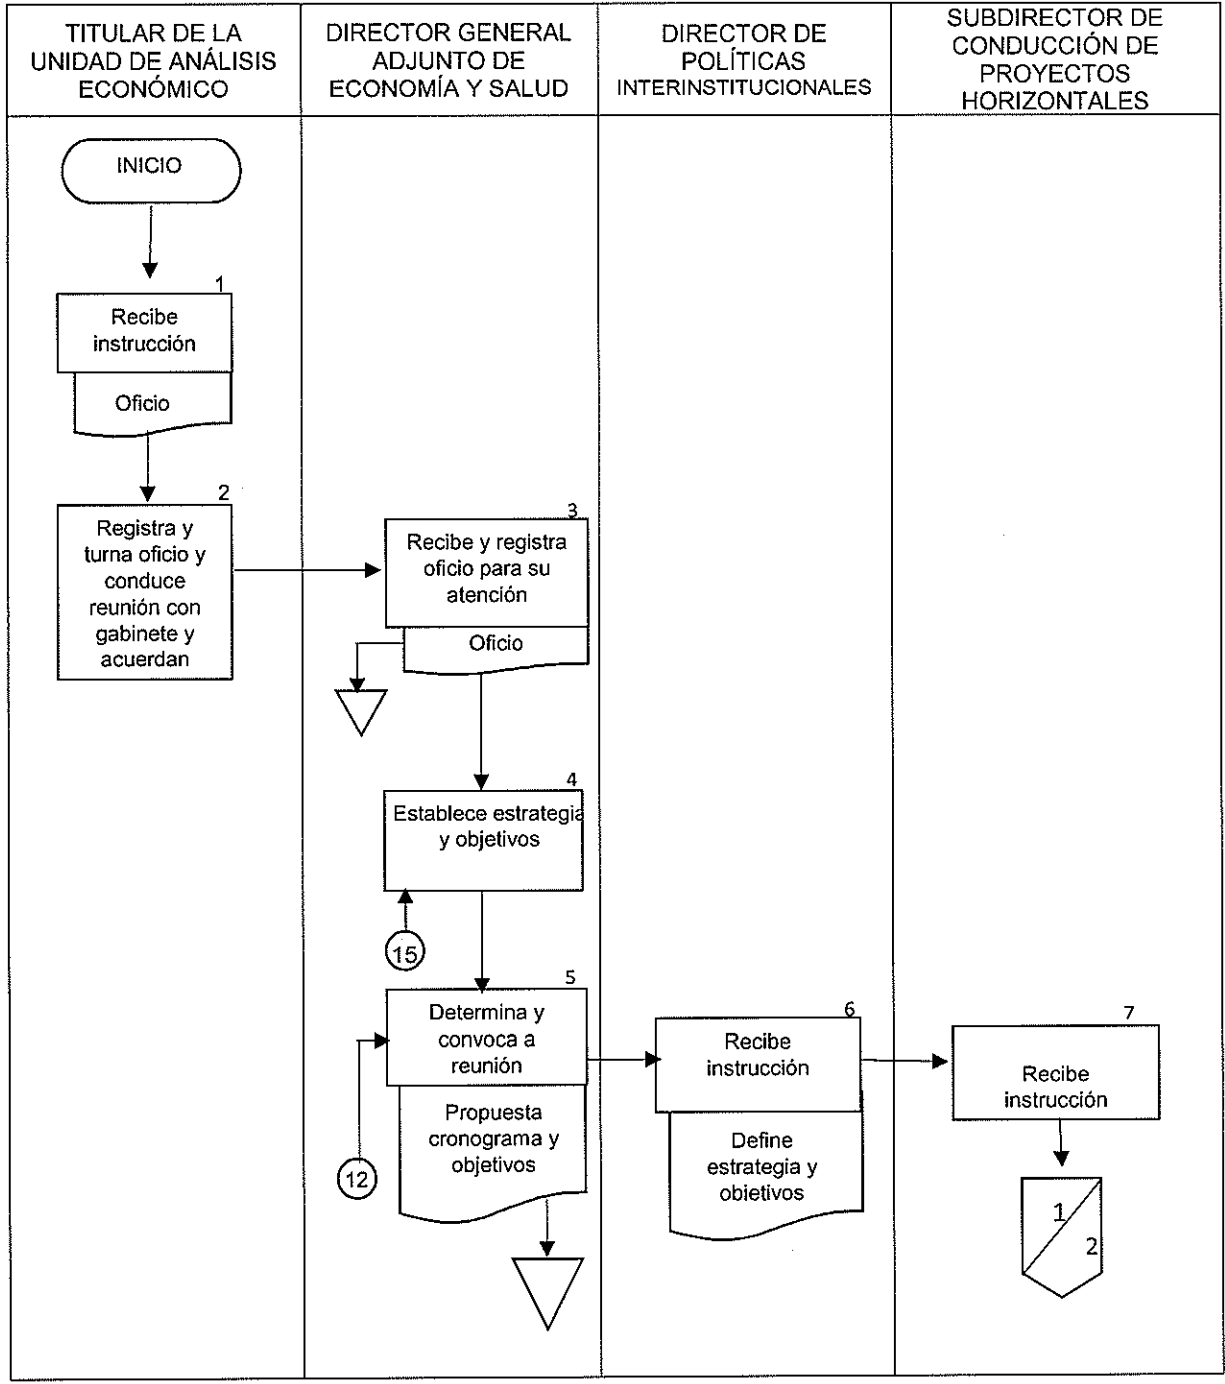 TITULAR DE LA
UNIDAD DE ANÁLISIS
ECONÓMICO
DIRECTOR GENERAL
ADJUNTO DE
ECONOMÍA Y SALUD
DIRECTOR DE
POLÍTICAS
INTERINSTITUCIONALES
SUBDIRECTOR DE
CONDUCCIÓN DE
PROYECTOS
HORIZONTALES
INICIO
1
Recibe
instrucción
Oficio
2
Registra y
turna oficio y
conduce
reunión con
gabinete y
acuerdan
3
Recibe y registra
oficio para su
atención
Oficio
4
Establece estrategia
y objetivos
15
5
Determina y
convoca a
reunión
Propuesta
cronograma y
objetivos
12
6
Recibe
instrucción
Define
estrategia y
obietivos
7
Recibe
instrucción
1
2